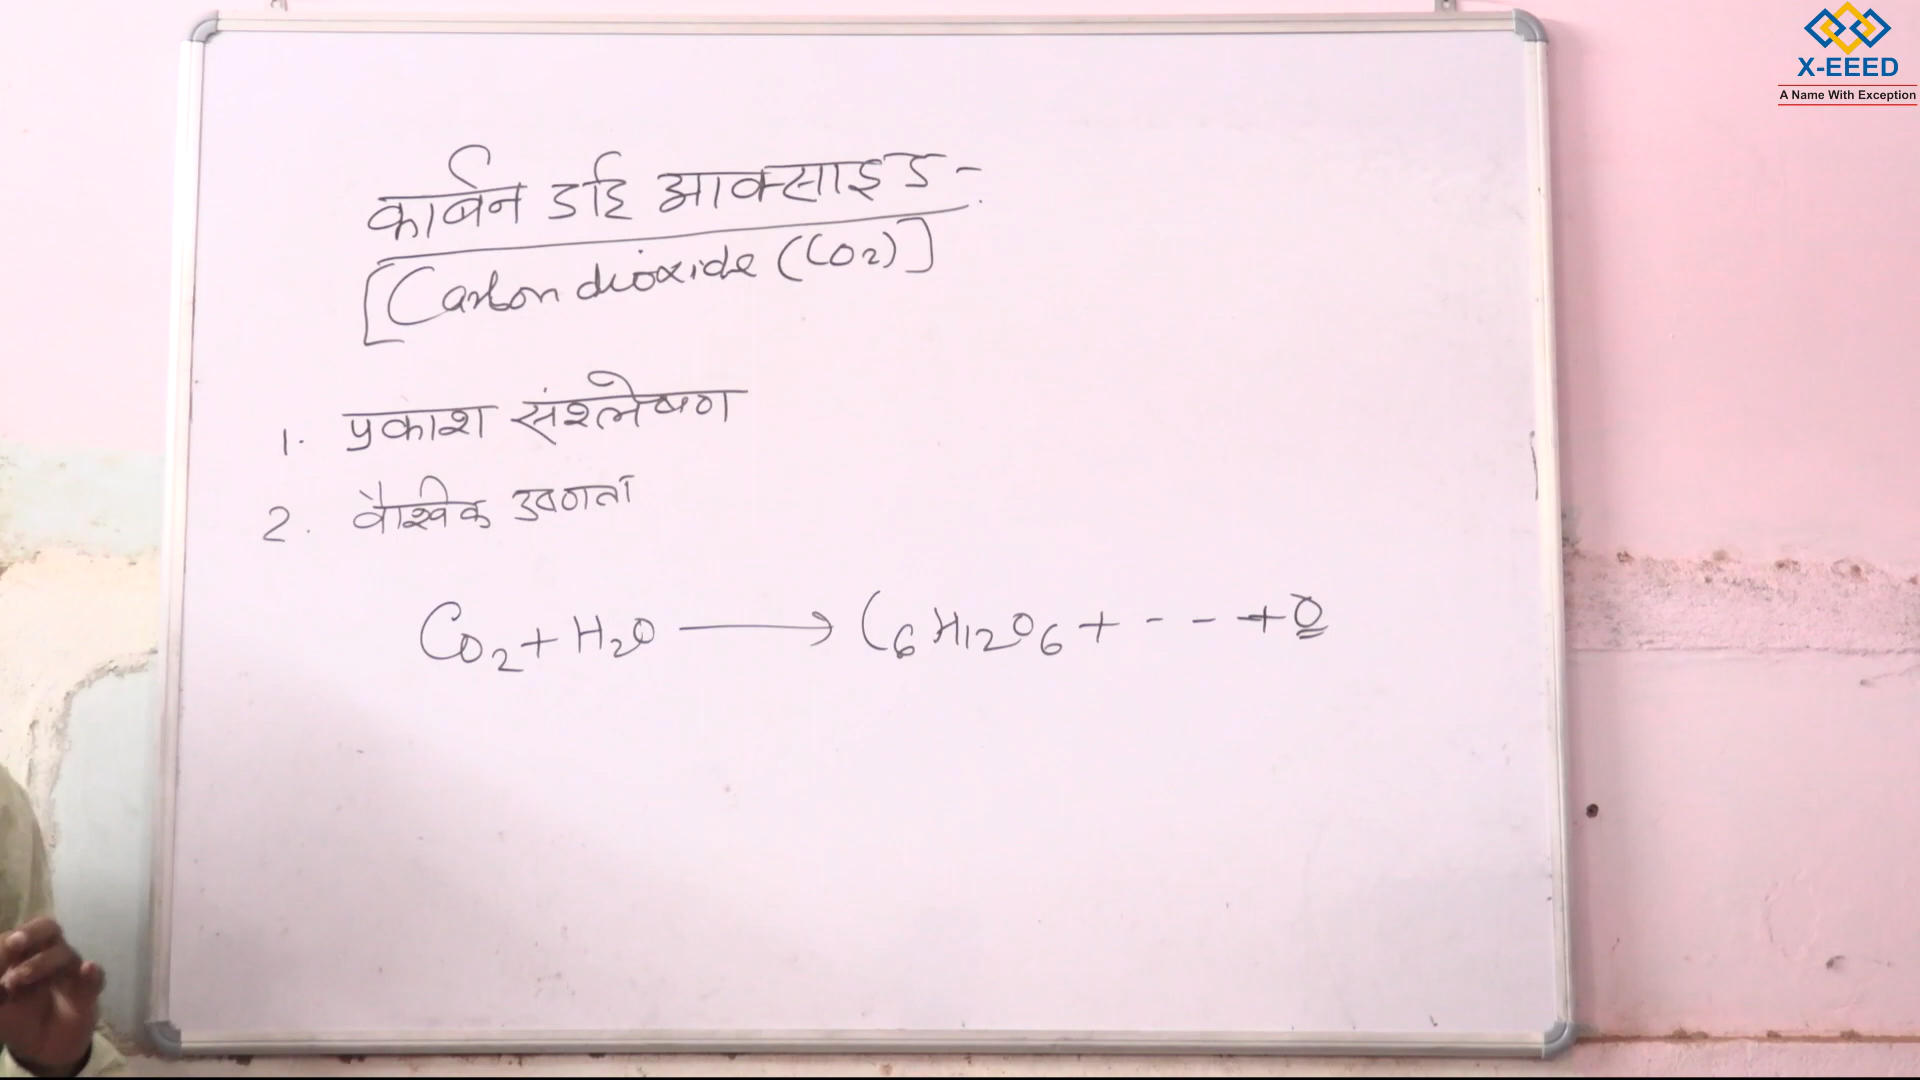 X-EEED
A Name With Exception
कार्बन डाई आक्साइड -
[Carbon dioxide (CO2)]
1. प्रकाश संश्लेषण
2. वैश्विक उष्णता
CO2 + H2O ⟶ C6H12O6 + - - - + O